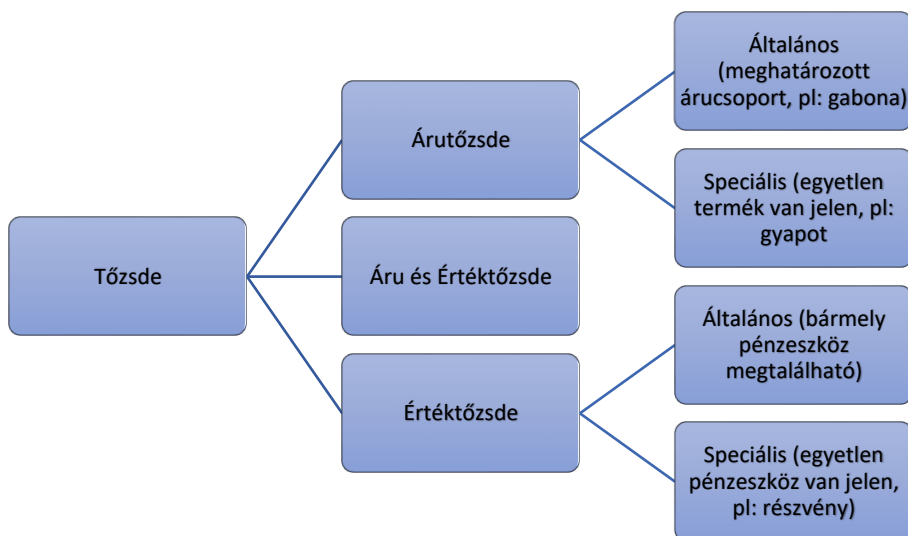 Tőzsde
Árutőzsde
Általános
(meghatározott
árucsoport, pl: gabona)
Speciális (egyetlen
termék van jelen, pl:
gyapot
Áru és Értéktőzsde
Értéktőzsde
Általános (bármely
pénzeszköz
megtalálható)
Speciális (egyetlen
pénzeszköz van jelen,
pl: részvény)